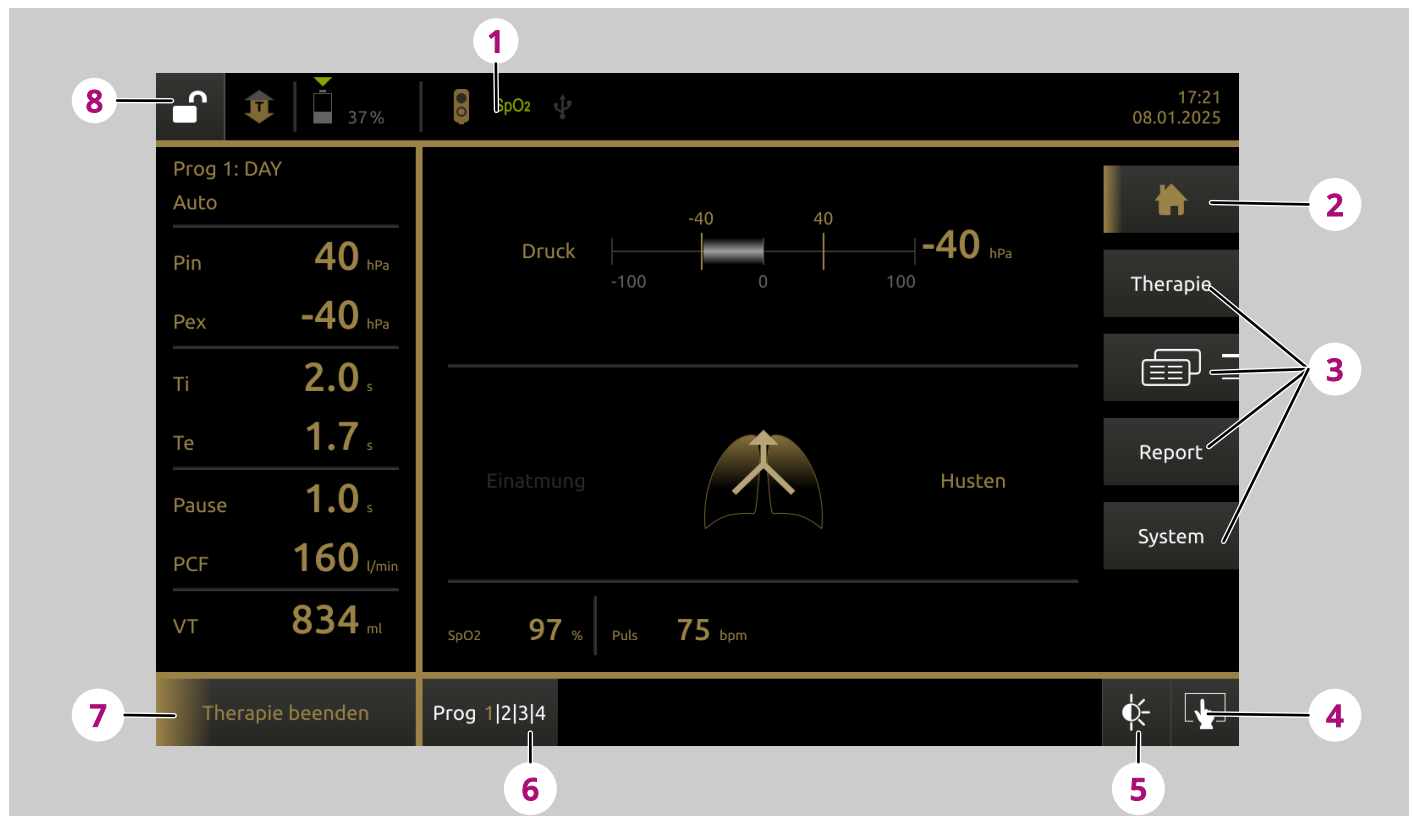 1
8
T
37%
SpO2
17:21
08.01.2025
Prog 1: DAY
Auto
Pin 40 hPa
Pex -40 hPa
Ti 2.0 s
Te 1.7 s
Pause 1.0 s
PCF 160 l/min
VT 834 ml
-40 40
Druck -40 hPa
-100 0 100
Einatmung Husten
SpO2 97 % Puls 75 bpm
2
Therapie
3
Report
System
7
Therapie beenden
Prog 1|2|3|4
4
6
5